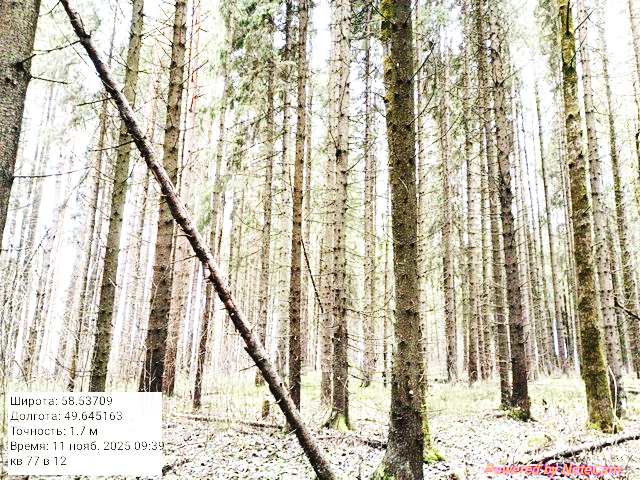 Широта: 58.53709
Долгота: 49.645163
Точность: 1.7 м
Время: 11 нояб. 2025 09:39
кв 77 в 12
Powered by NoteCam